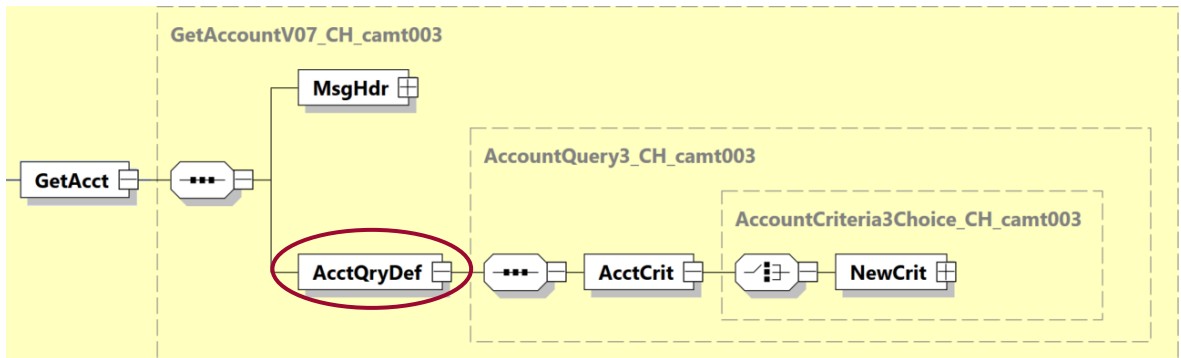 GetAccountV07_CH_camt003
MsgHdr
AccountQuery3_CH_camt003
GetAcct
AccountCriteria3Choice_CH_camt003
AcctQryDef
AcctCrit
NewCrit